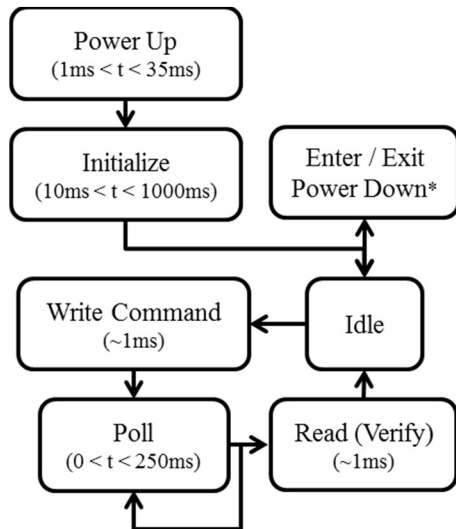 Power Up
(1ms < t < 35ms)
Initialize
(10ms < t < 1000ms)
Enter / Exit
Power Down*
Write Command
(~1ms)
Idle
Poll
(0 < t < 250ms)
Read (Verify)
(~1ms)